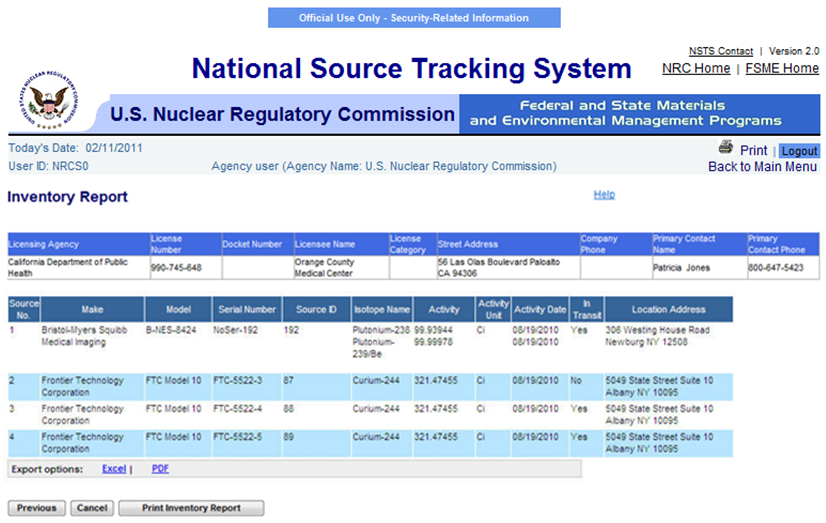 Official Use Only - Security-Related Information
NSTS Contact | Version 2.0
National Source Tracking System
NRC Home | FSME Home
UNITED STATES NUCLEAR REGULATORY COMMISSION
U.S. Nuclear Regulatory Commission
Federal and State Materials
and Environmental Management Programs
Today's Date: 02/11/2011
Print | Logout
User ID: NRCS0 Agency user (Agency Name: U.S. Nuclear Regulatory Commission)
Back to Main Menu
Inventory Report
Help
Licensing Agency License Number Docket Number Licensee Name License Category Street Address Company Phone Primary Contact Name Primary Contact Phone
California Department of Public Health 990-745-648 Orange County Medical Center 56 Las Olas Boulevard Paloalto CA 94306 Patricia Jones 800-647-5423
Source No. Make Model Serial Number Source ID Isotope Name Activity Activity Unit Activity Date In Transit Location Address
1 Bristol-Myers Squibb B-NES-8424 NoSer-192 192 Plutonium-238 99.93944 Ci 08/19/2010 Yes 306 Westing House Road
Medical Imaging Plutonium- 99.99978 08/19/2010 Newburg NY 12508
239/Be
2 Frontier Technology FTC Model 10 FTC-5522-3 87 Curium-244 321.47455 Ci 08/19/2010 No 5049 State Street Suite 10
Corporation Albany NY 10095
3 Frontier Technology FTC Model 10 FTC-5522-4 88 Curium-244 321.47455 Ci 08/19/2010 Yes 5049 State Street Suite 10
Corporation Albany NY 10095
4 Frontier Technology FTC Model 10 FTC-5522-5 89 Curium-244 321.47455 Ci 08/19/2010 Yes 5049 State Street Suite 10
Corporation Albany NY 10095
Export options: Excel | PDF
Previous Cancel Print Inventory Report